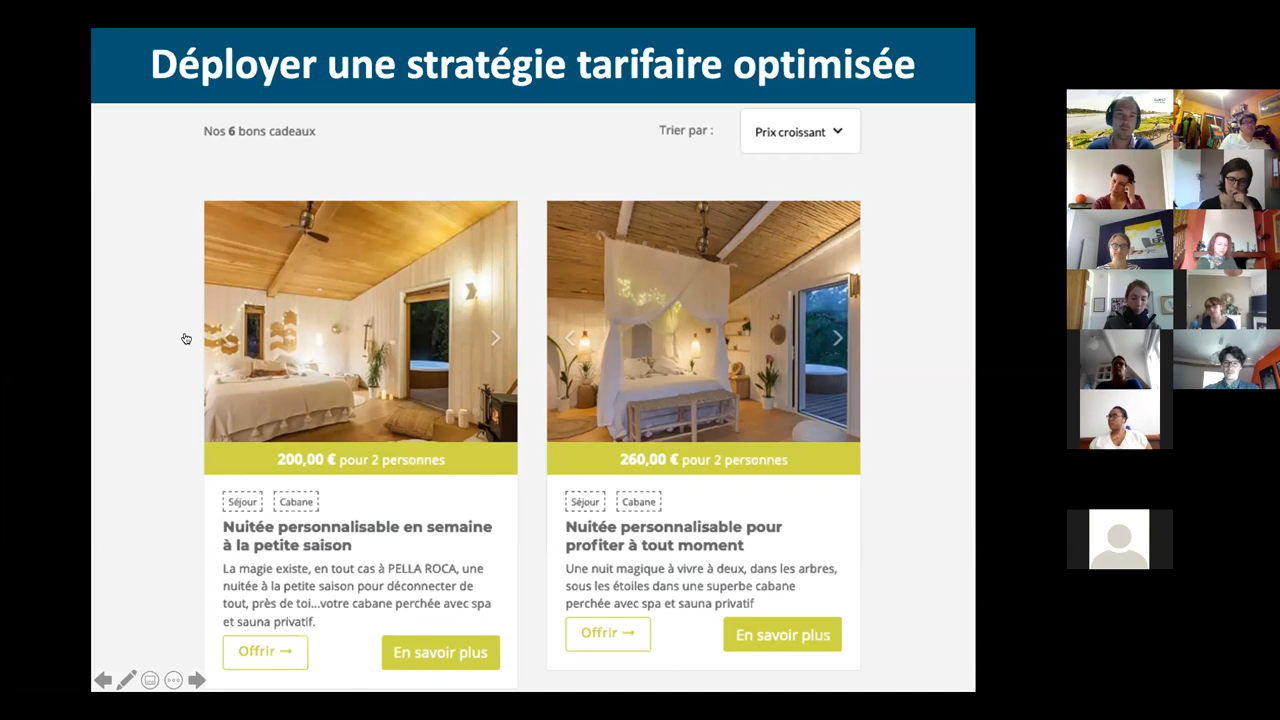 Déployer une stratégie tarifaire optimisée
Nos 6 bons cadeaux
Trier par :
Prix croissant
200,00 € pour 2 personnes
Séjour
Cabane
Nuitée personnalisable en semaine
à la petite saison
La magie existe, en tout cas à PELLA ROCA, une
nuitée à la petite saison pour déconnecter de
tout, près de toi...votre cabane perchée avec spa
et sauna privatif.
Offrir →
En savoir plus
260,00 € pour 2 personnes
Séjour
Cabane
Nuitée personnalisable pour
profiter à tout moment
Une nuit magique à vivre à deux, dans les arbres,
sous les étoiles dans une superbe cabane
perchée avec spa et sauna privatif
Offrir →
En savoir plus